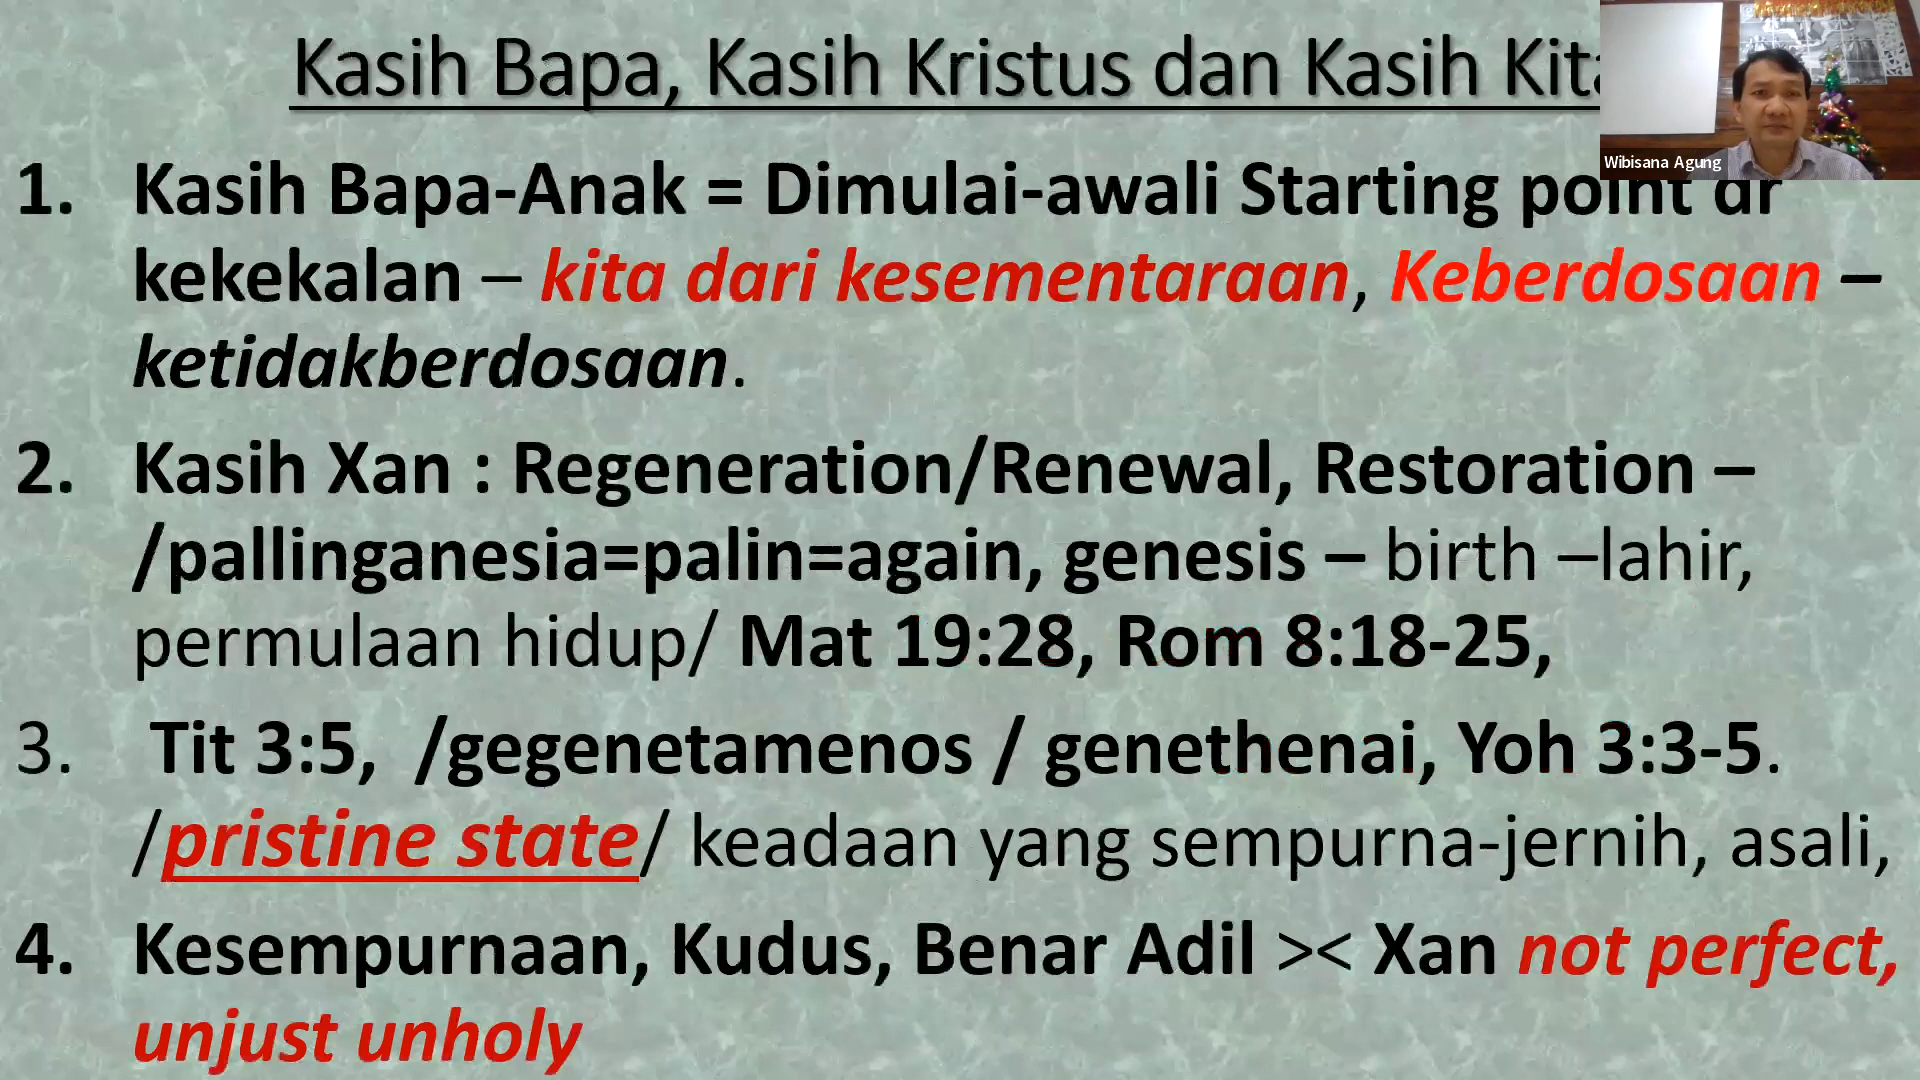 Kasih Bapa, Kasih Kristus dan Kasih Kita
Wibisana Agung
1. Kasih Bapa-Anak = Dimulai-awali Starting point dr
kekekalan – kita dari kesementaraan, Keberdosaan –
ketidakberdosaan.
2. Kasih Xan : Regeneration/Renewal, Restoration –
/pallinganesia=palin=again, genesis – birth –lahir,
permulaan hidup/ Mat 19:28, Rom 8:18-25,
3. Tit 3:5, /gegenetamenos / genethenai, Yoh 3:3-5.
/pristine state/ keadaan yang sempurna-jernih, asali,
4. Kesempurnaan, Kudus, Benar Adil >< Xan not perfect,
unjust unholy